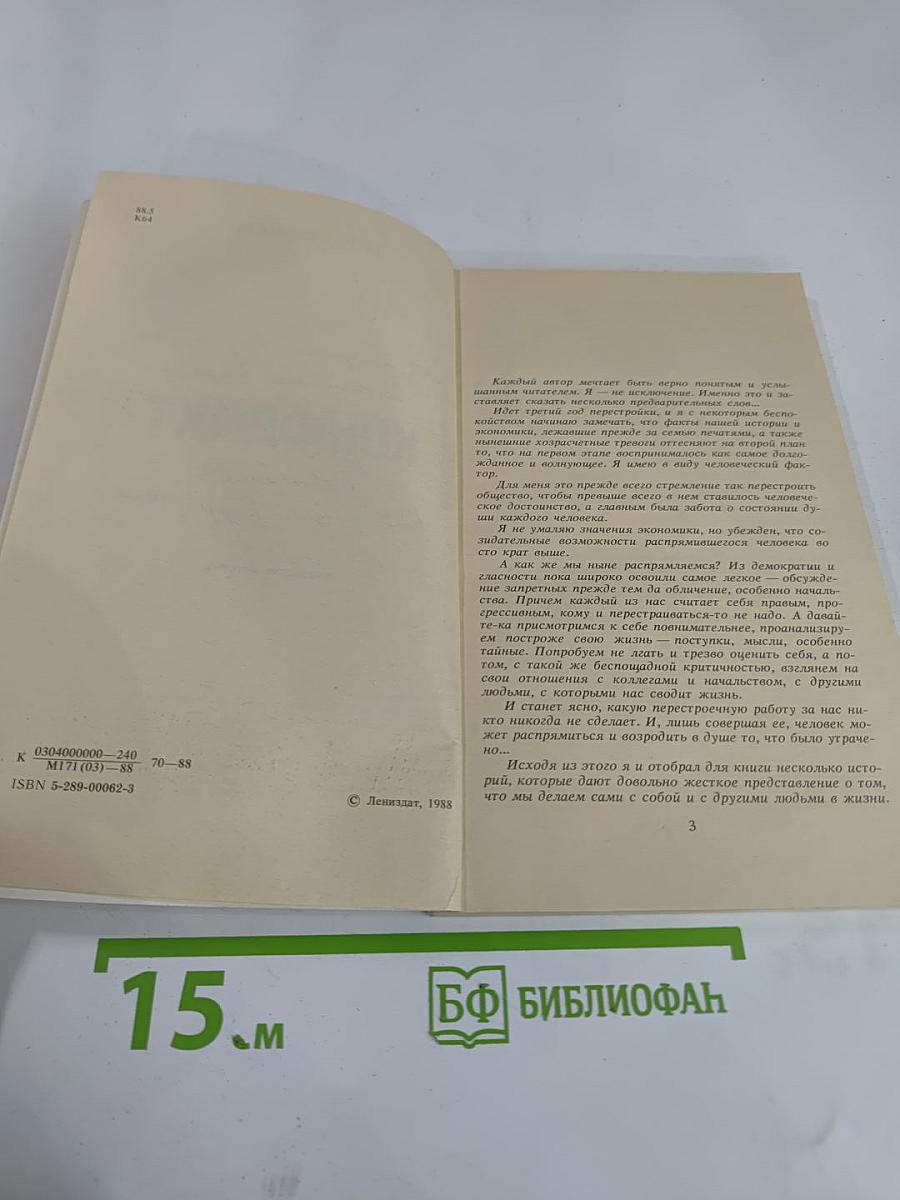 88.5
К64
К 0304000000—240 70—88
М171(03)—88
ISBN 5-289-00062-3
© Лениздат, 1988
Каждый автор мечтает быть верно понятым и услы-
шанным читателем. Я — не исключение. Именно это и за-
ставляет сказать несколько предварительных слов...
Идет третий год перестройки, и я с некоторым беспо-
койством начинаю замечать, что факты нашей истории и
экономики, лежавшие прежде за семью печатями, а также
нынешние хозрасчетные тревоги оттесняют на второй план
то, что на первом этапе воспринималось как самое долго-
жданное и волнующее. Я имею в виду человеческий фак-
тор.
Для меня это прежде всего стремление так перестроить
общество, чтобы превыше всего в нем ставилось человече-
ское достоинство, а главным была забота о состоянии ду-
ши каждого человека.
Я не умаляю значения экономики, но убежден, что со-
зидательные возможности распрямившегося человека во
сто крат выше.
А как же мы ныне распрямляемся? Из демократии и
гласности пока широко освоили самое легкое — обсужде-
ние запретных прежде тем да обличение, особенно началь-
ства. Причем каждый из нас считает себя правым, про-
грессивным, кому и перестраиваться-то не надо. А давай-
те-ка присмотримся к себе повнимательнее, проанализиру-
ем построже свою жизнь — поступки, мысли, особенно
тайные. Попробуем не лгать и трезво оценить себя, а по-
том, с такой же беспощадной критичностью, взглянем на
свои отношения с коллегами и начальством, с другими
людьми, с которыми нас сводит жизнь.
И станет ясно, какую перестроечную работу за нас ни-
кто никогда не сделает. И, лишь совершая ее, человек мо-
жет распрямиться и возродить в душе то, что было утраче-
но...
Исходя из этого я и отобрал для книги несколько исто-
рий, которые дают довольно жесткое представление о том,
что мы делаем сами с собой и с другими людьми в жизни.
3
15 см
БФ БИБЛИОФАН